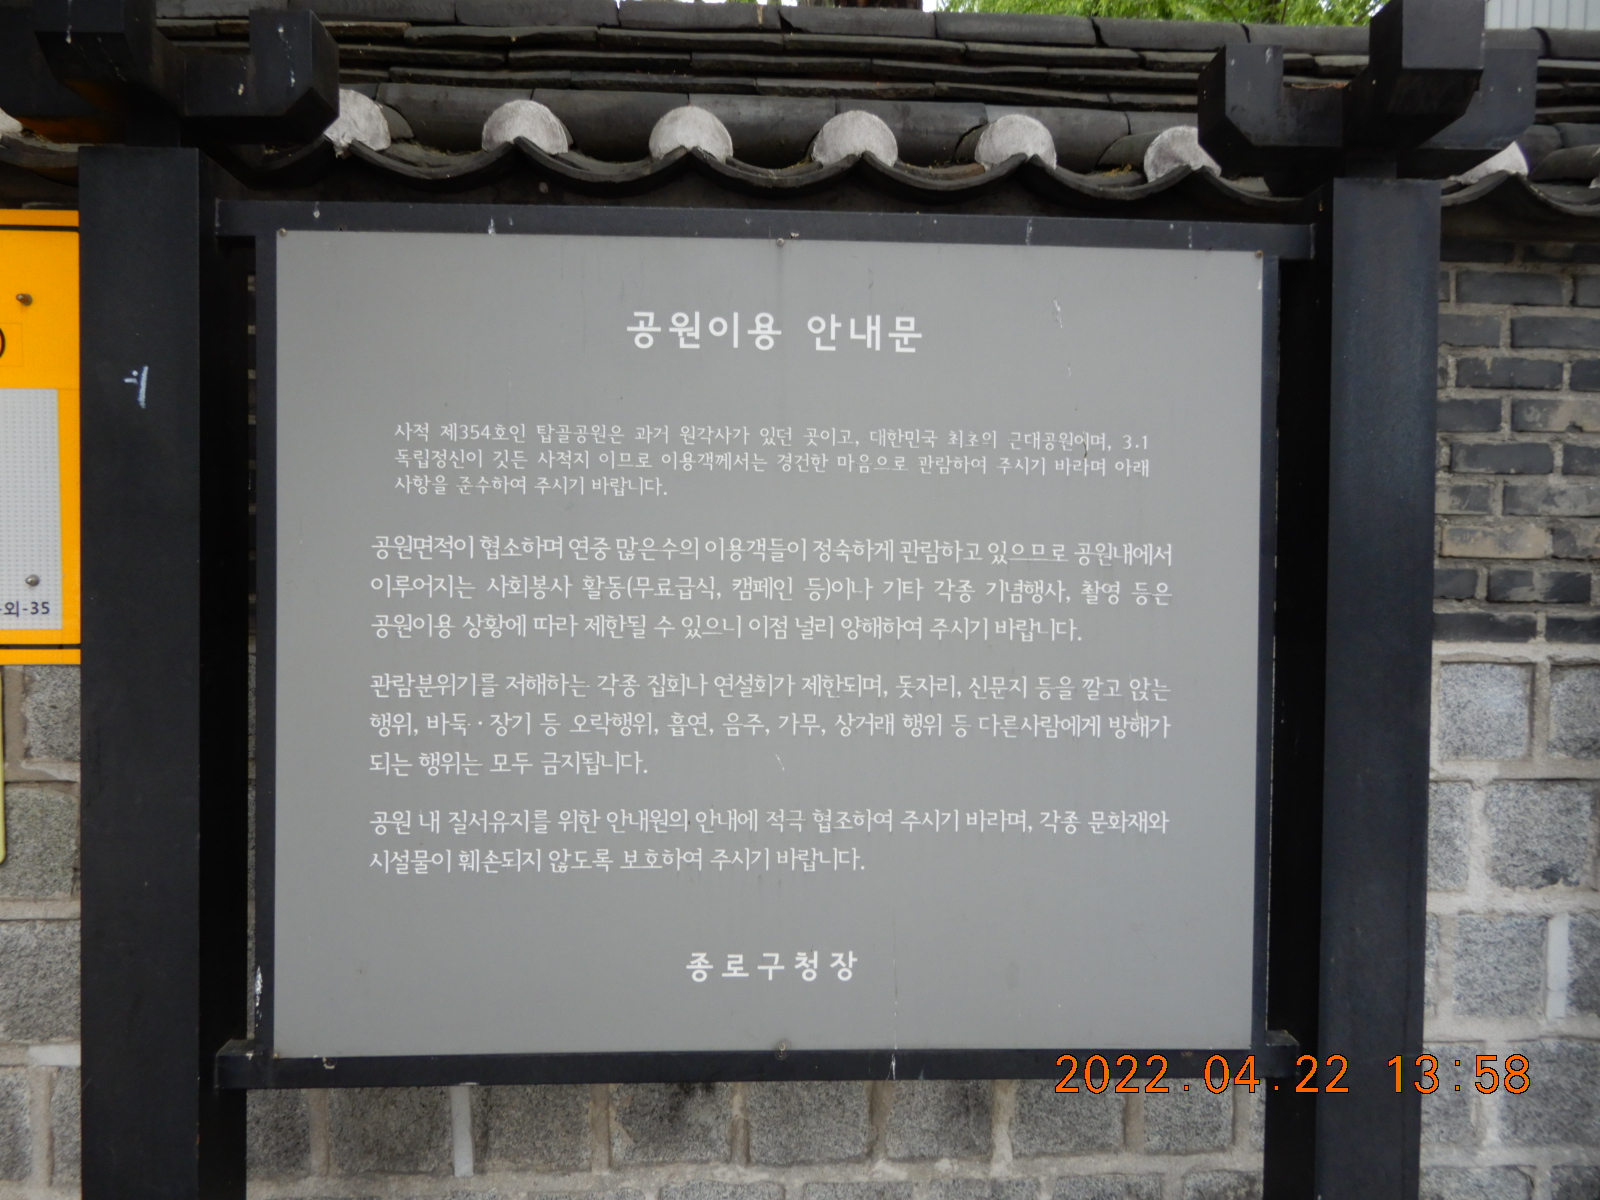 공원이용 안내문
사적 제354호인 탑골공원은 과거 원각사가 있던 곳이고, 대한민국 최초의 근대공원이며, 3.1
독립정신이 깃든 사적지 이므로 이용객께서는 경건한 마음으로 관람하여 주시기 바라며 아래
사항을 준수하여 주시기 바랍니다.
공원면적이 협소하며 연중 많은수의 이용객들이 정숙하게 관람하고 있으므로 공원내에서
이루어지는 사회봉사 활동(무료급식, 캠페인 등)이나 기타 각종 기념행사, 촬영 등은
공원이용 상황에 따라 제한될 수 있으니 이점 널리 양해하여 주시기 바랍니다.
관람분위기를 저해하는 각종 집회나 연설회가 제한되며, 돗자리, 신문지 등을 깔고 앉는
행위, 바둑·장기 등 오락행위, 흡연, 음주, 가무, 상거래 행위 등 다른사람에게 방해가
되는 행위는 모두 금지됩니다.
공원 내 질서유지를 위한 안내원의 안내에 적극 협조하여 주시기 바라며, 각종 문화재와
시설물이 훼손되지 않도록 보호하여 주시기 바랍니다.
종로구청장
외-35
2022.04.22 13:58